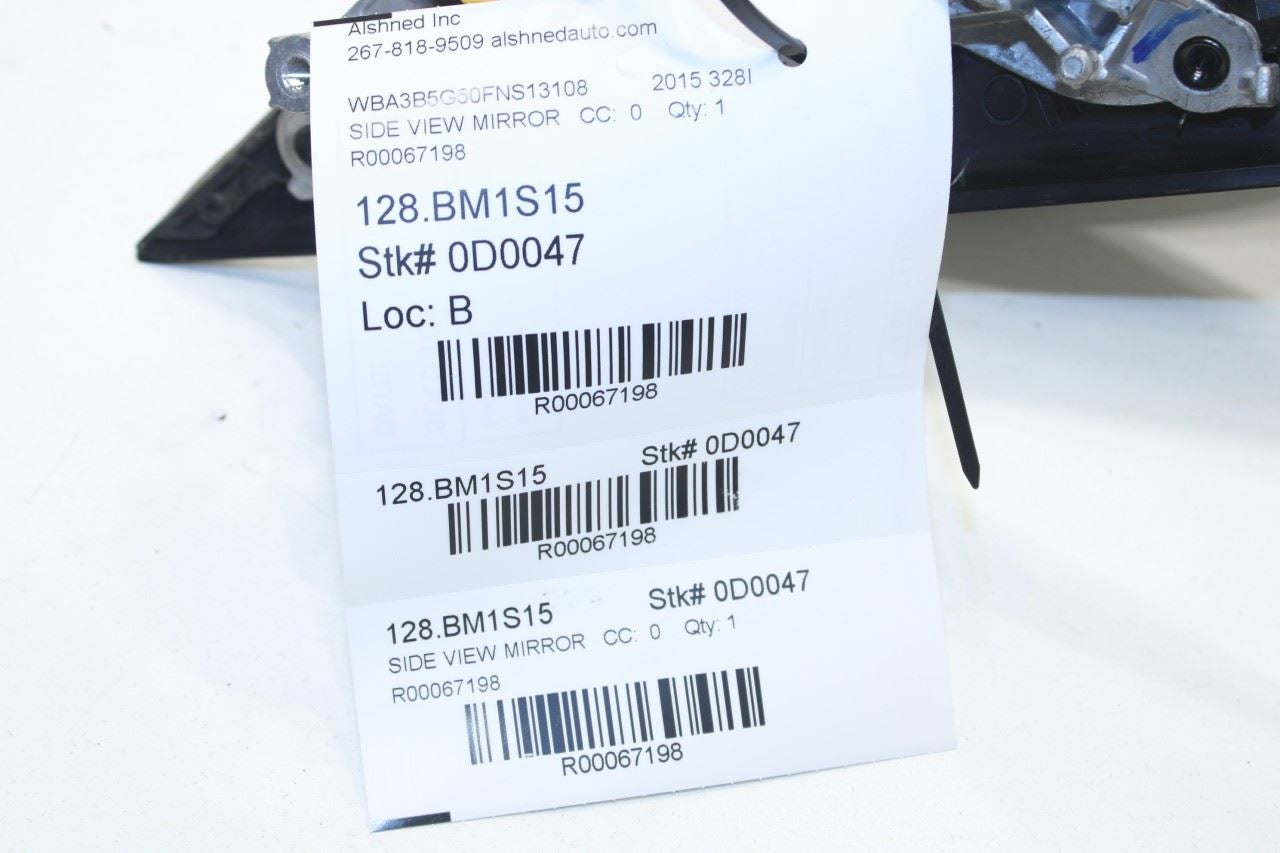 Alshned Inc
267-818-9509 alshnedauto.com
WBA3B5G50FNS13108 2015 328I
SIDE VIEW MIRROR CC: 0 Qty: 1
R00067198
128.BM1S15
Stk# 0D0047
Loc: B
R00067198
128.BM1S15 Stk# 0D0047
R00067198
128.BM1S15 Stk# 0D0047
SIDE VIEW MIRROR CC: 0 Qty: 1
R00067198
R00067198